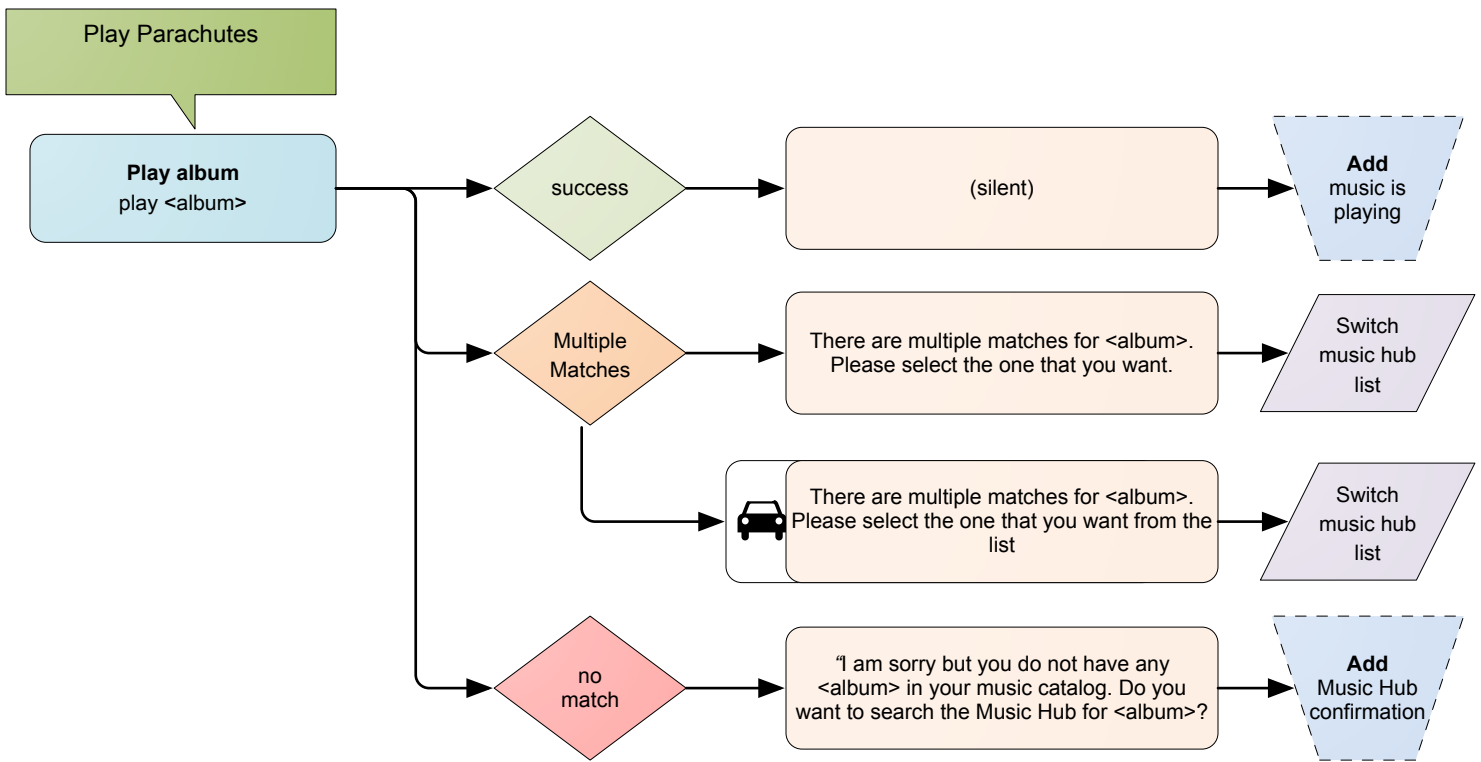 Play Parachutes
Play album
play <album>
success
(silent)
Add
music is
playing
Multiple
Matches
There are multiple matches for <album>.
Please select the one that you want.
Switch
music hub
list
There are multiple matches for <album>.
Please select the one that you want from the
list
Switch
music hub
list
no
match
“I am sorry but you do not have any
<album> in your music catalog. Do you
want to search the Music Hub for <album>?
Add
Music Hub
confirmation